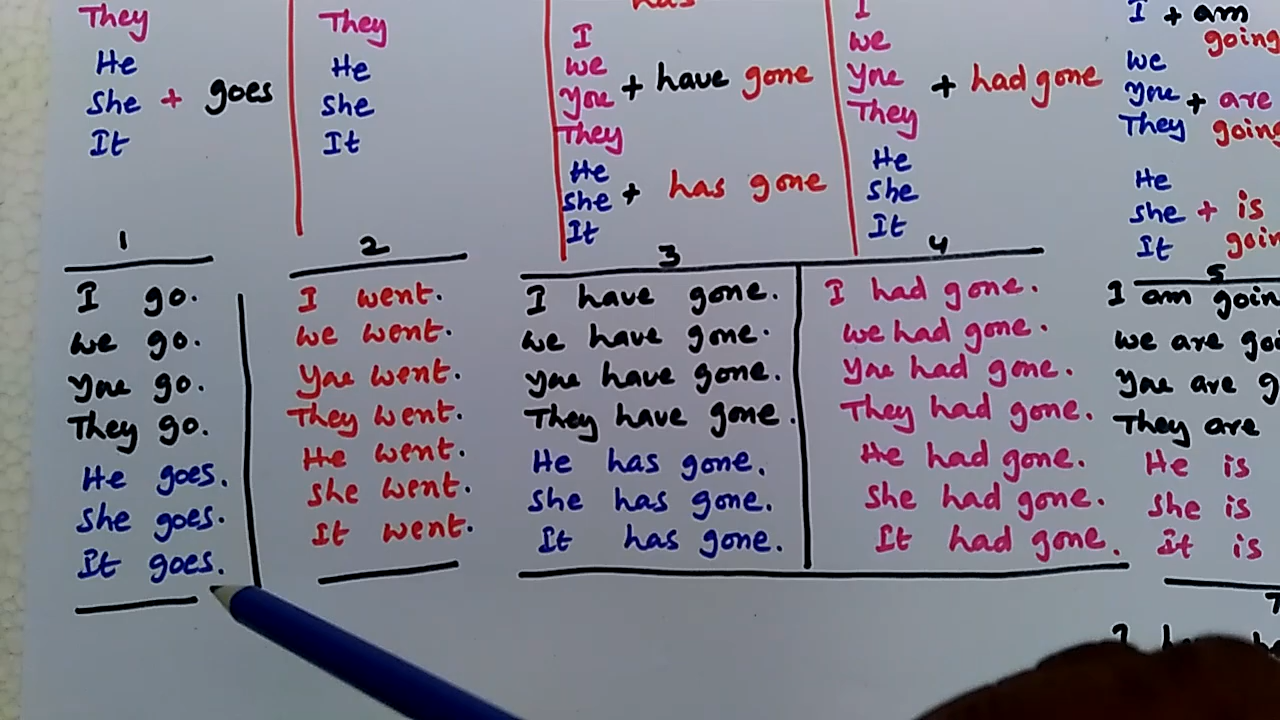 They
He
She + goes
It
They
He
She
It
has
I
we
you + have gone
They
He
she + has gone
It
I
we
you + had gone
They
He
She
It
I + am
going
we
you + are
They going
He
she + is
It going
1
I go.
we go.
you go.
They go.
He goes.
She goes.
It goes.
2
I went.
we went.
you went.
They went.
He went.
she went.
It went.
3
I have gone.
we have gone.
you have gone.
They have gone.
He has gone.
She has gone.
It has gone.
4
I had gone.
we had gone.
you had gone.
They had gone.
He had gone.
She had gone.
It had gone.
5
I am goin
we are goi
you are g
They are
He is
She is
It is
7